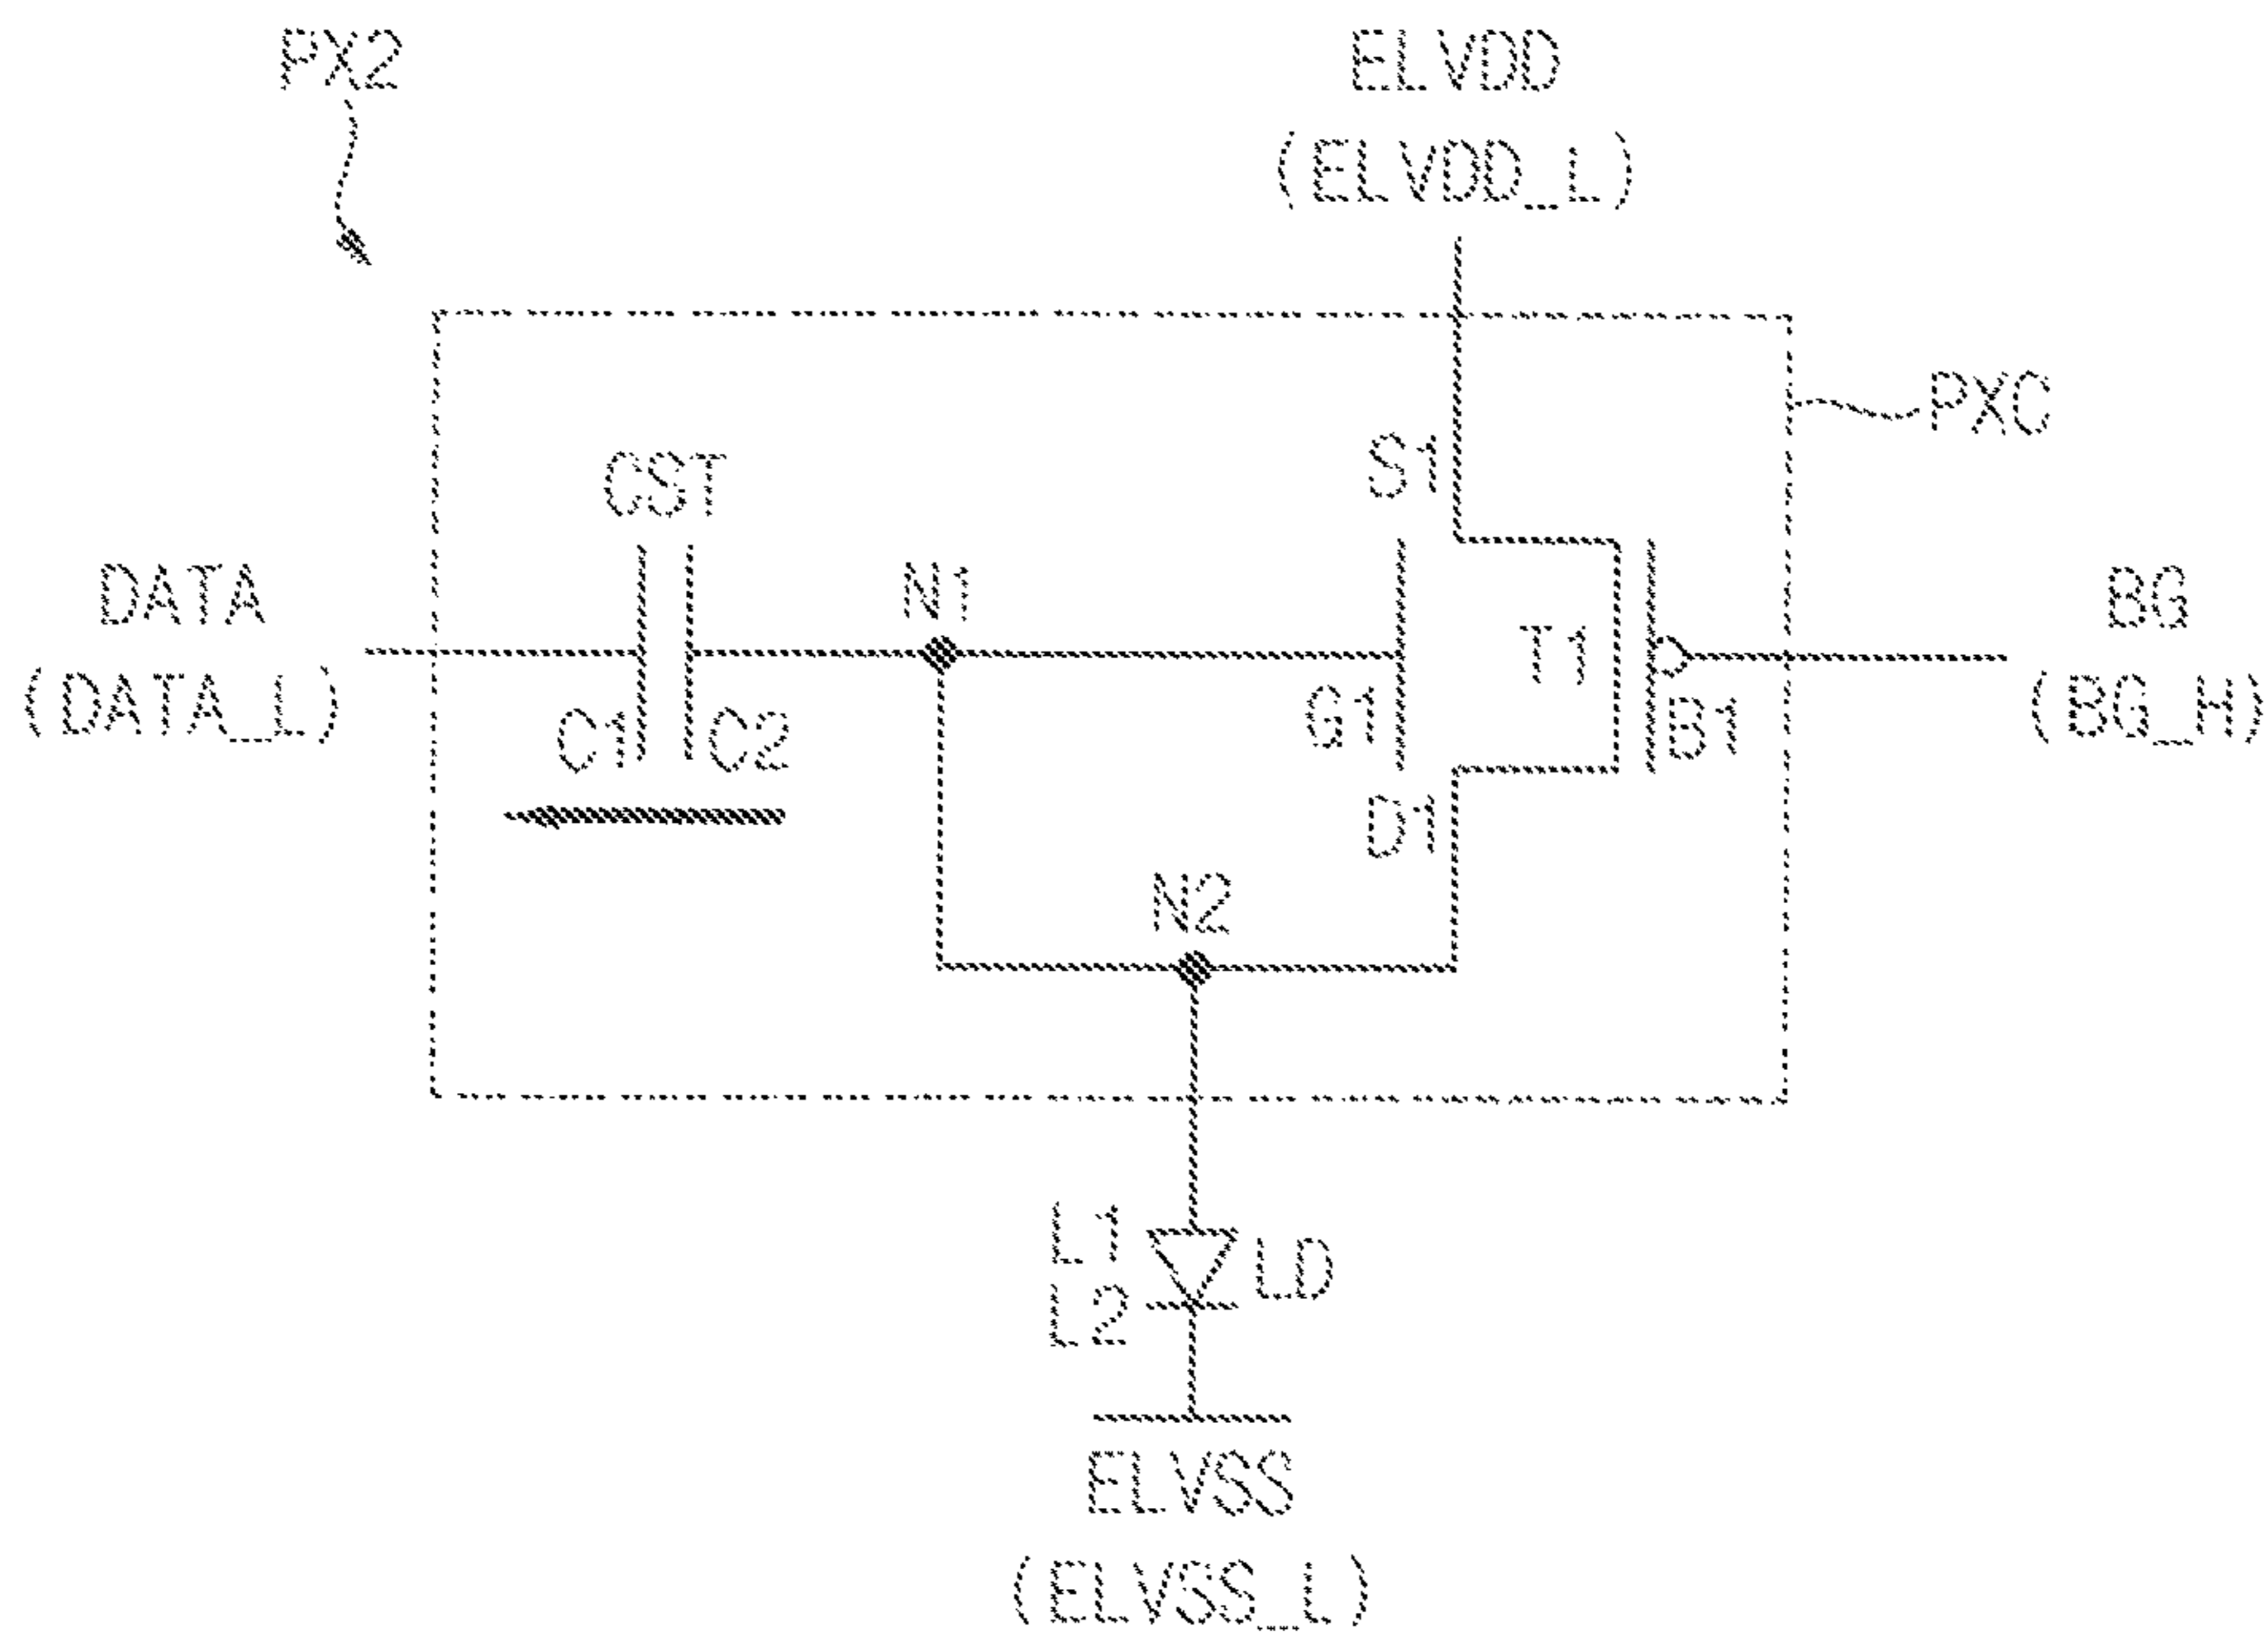 PX2
ELVDD
(ELVDD_L)
PXC
S1
CST
DATA
(DATA_L)
N1
T1
BG
(BG_H)
G1
B1
C1
C2
D1
N2
L1
LD
L2
ELVSS
(ELVSS_L)